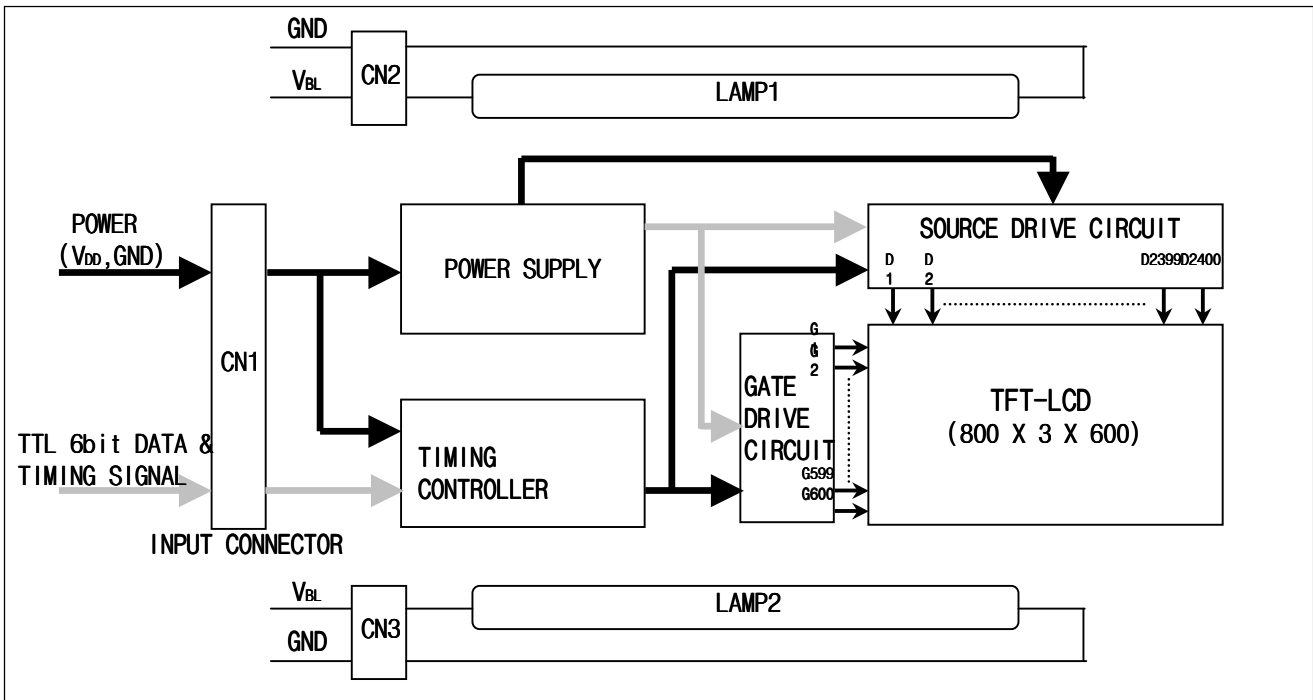 GND
VBL
CN2
LAMP1
POWER
(VDD,GND)
POWER SUPPLY
SOURCE DRIVE CIRCUIT
D
1
D
2
D2399D2400
CN1
G
1
G
2
GATE
DRIVE
CIRCUIT
G599
G600
TFT-LCD
(800 X 3 X 600)
TTL 6bit DATA &
TIMING SIGNAL
TIMING
CONTROLLER
INPUT CONNECTOR
VBL
GND
CN3
LAMP2